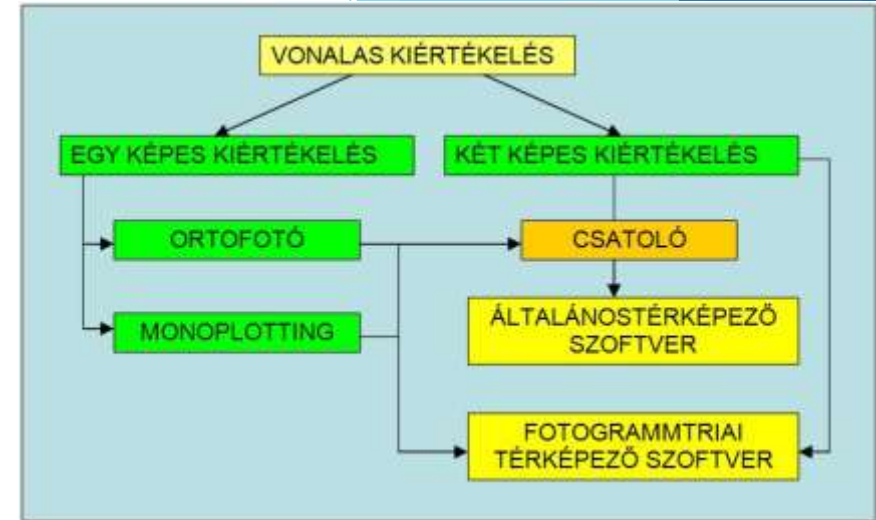 VONALAS KIÉRTÉKELÉS
EGY KÉPES KIÉRTÉKELÉS
KÉT KÉPES KIÉRTÉKELÉS
ORTOFOTÓ
CSATOLÓ
MONOPLOTTING
ÁLTALÁNOSTÉRKÉPEZŐ
SZOFTVER
FOTOGRAMMTRIAI
TÉRKÉPEZŐ SZOFTVER